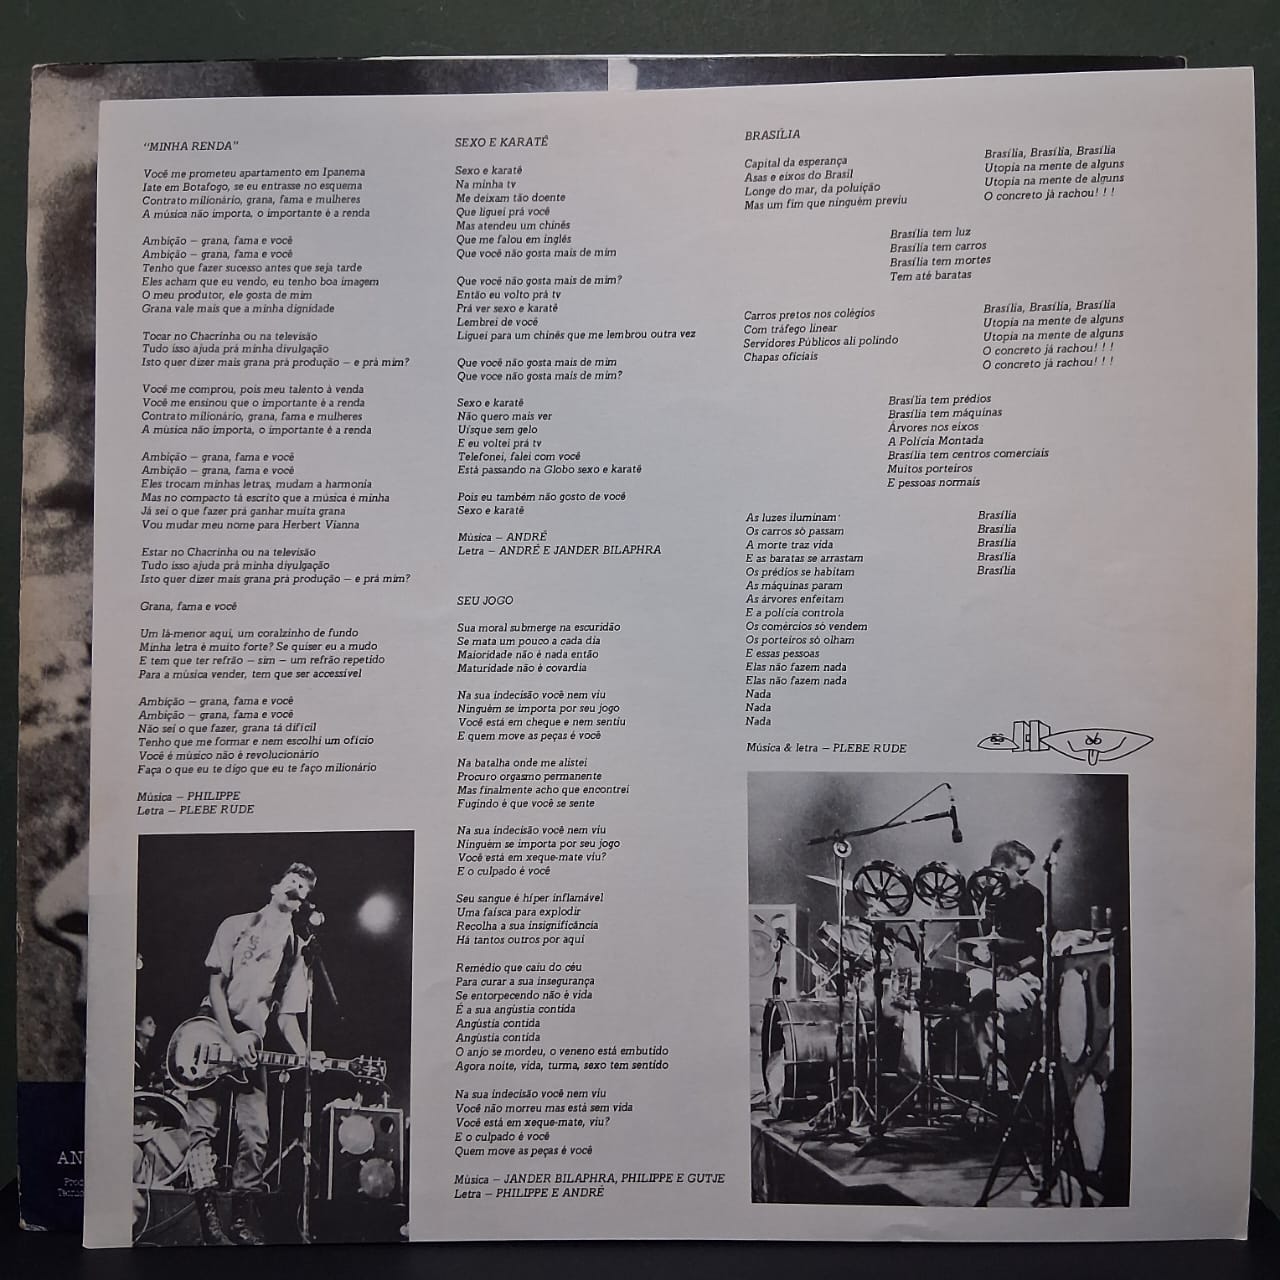 "MINHA RENDA"
Você me prometeu apartamento em Ipanema
Iate em Botafogo, se eu entrasse no esquema
Contrato milionário, grana, fama e mulheres
A música não importa, o importante é a renda
Ambição – grana, fama e você
Ambição – grana, fama e você
Tenho que fazer sucesso antes que seja tarde
Eles acham que eu vendo, eu tenho boa imagem
O meu produtor, ele gosta de mim
Grana vale mais que a minha dignidade
Tocar no Chacrinha ou na televisão
Tudo isso ajuda prá minha divulgação
Isto quer dizer mais grana prá produção – e prá mim?
Você me comprou, pois meu talento à venda
Você me ensinou que o importante é a renda
Contrato milionário, grana, fama e mulheres
A música não importa, o importante é a renda
Ambição – grana, fama e você
Ambição – grana, fama e você
Eles trocam minhas letras, mudam a harmonia
Mas no compacto tá escrito que a música é minha
Já sei o que fazer prá ganhar muita grana
Vou mudar meu nome para Herbert Vianna
Estar no Chacrinha ou na televisão
Tudo isso ajuda prá minha divulgação
Isto quer dizer mais grana prà produção – e prá mim?
Grana, fama e você
Um lá-menor aqui, um coralzinho de fundo
Minha letra é muito forte? Se quiser eu a mudo
E tem que ter refrão – sim – um refrão repetido
Para a música vender, tem que ser accessível
Ambição – grana, fama e você
Ambição – grana, fama e você
Não sei o que fazer, grana tá difícil
Tenho que me formar e nem escolhi um ofício
Você é músico não é revolucionário
Faça o que eu te digo que eu te faço milionário
Música – PHILIPPE
Letra – PLEBE RUDE
SEXO E KARATÊ
Sexo e karatê
Na minha tv
Me deixam tão doente
Que liguei prá você
Mas atendeu um chinês
Que me falou em inglês
Que você não gosta mais de mim
Que você não gosta mais de mim?
Então eu volto prá tv
Prá ver sexo e karatê
Lembrei de você
Liguei para um chinês que me lembrou outra vez
Que você não gosta mais de mim
Que voce não gosta mais de mim?
Sexo e karatê
Não quero mais ver
Uísque sem gelo
E eu voltei prá tv
Telefonei, falei com você
Está passando na Globo sexo e karatê
Pois eu também não gosto de você
Sexo e karatê
Música – ANDRÊ
Letra – ANDRÊ E JANDER BILAPHRA
SEU JOGO
Sua moral submerge na escuridão
Se mata um pouco a cada dia
Maioridade não é nada então
Maturidade não é covardia
Na sua indecisão você nem viu
Ninguém se importa por seu jogo
Você está em cheque e nem sentiu
E quem move as peças é você
Na batalha onde me alistei
Procuro orgasmo permanente
Mas finalmente acho que encontrei
Fugindo é que você se sente
Na sua indecisão você nem viu
Ninguém se importa por seu jogo
Você está em xeque-mate viu?
E o culpado é você
Seu sangue é híper inflamável
Uma faísca para explodir
Recolha a sua insignificância
Há tantos outros por aqui
Remédio que caiu do céu
Para curar a sua insegurança
Se entorpecendo não é vida
É a sua angústia contida
Angústia contida
Angústia contida
O anjo se mordeu, o veneno está embutido
Agora noite, vida, turma, sexo tem sentido
Na sua indecisão você nem viu
Você não morreu mas está sem vida
Você está em xeque-mate, viu?
E o culpado é você
Quem move as peças é você
Música – JANDER BILAPHRA, PHILIPPE E GUTJE
Letra – PHILIPPE E ANDRÊ
BRASÍLIA
Capital da esperança
Asas e eixos do Brasil
Longe do mar, da poluição
Mas um fim que ninguém previu
Brasília, Brasília, Brasília
Utopia na mente de alguns
Utopia na mente de alguns
O concreto já rachou! ! !
Brasília tem luz
Brasília tem carros
Brasília tem mortes
Tem até baratas
Carros pretos nos colégios
Com tráfego linear
Servidores Públicos ali polindo
Chapas oficiais
Brasília, Brasília, Brasília
Utopia na mente de alguns
Utopia na mente de alguns
O concreto já rachou! ! !
Brasília tem prédios
Brasília tem máquinas
Árvores nos eixos
A Polícia Montada
Brasília tem centros comerciais
Muitos porteiros
E pessoas normais
As luzes iluminam
Os carros só passam
A morte traz vida
E as baratas se arrastam
Os prédios se habitam
As máquinas param
As árvores enfeitam
E a polícia controla
Os comércios só vendem
Os porteiros só olham
E essas pessoas
Elas não fazem nada
Elas não fazem nada
Nada
Nada
Nada
Brasília
Brasília
Brasília
Brasília
Brasília
Música & letra – PLEBE RUDE
AN